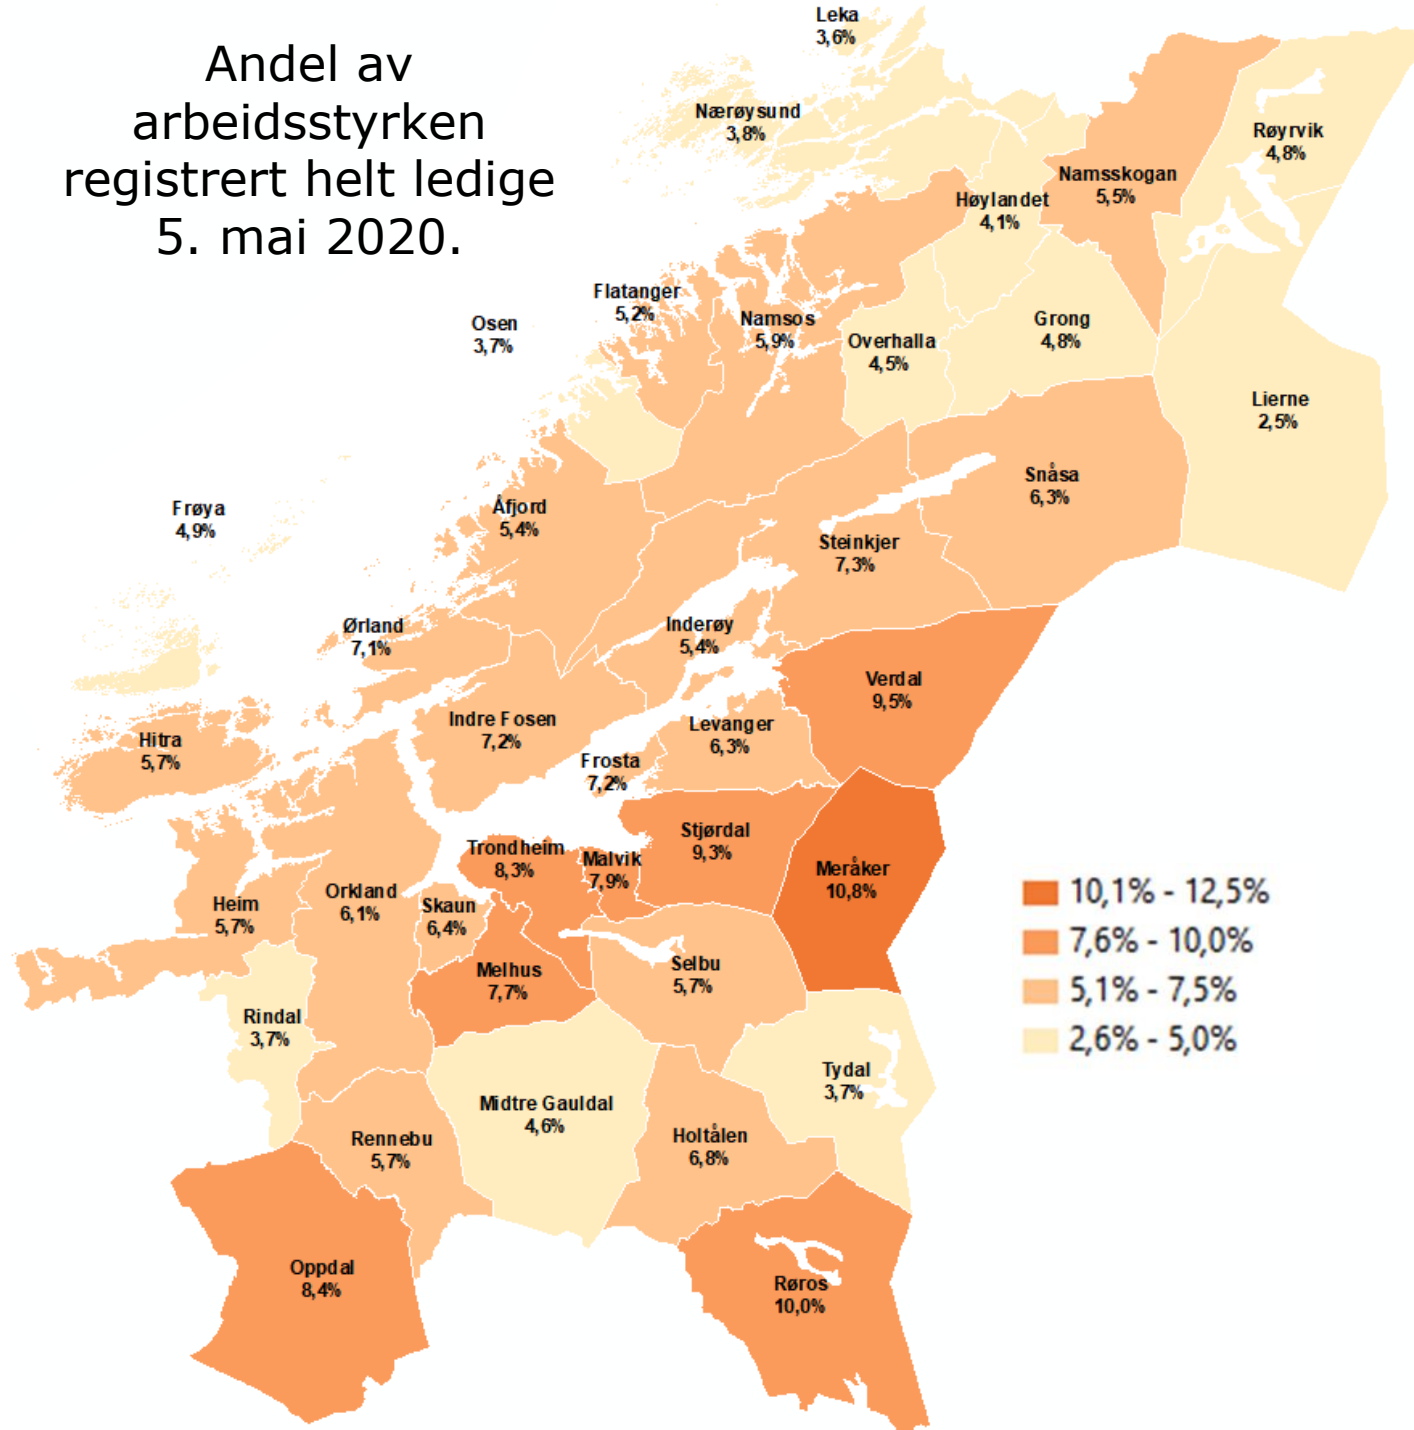 Andel av
arbeidsstyrken
registrert helt ledige
5. mai 2020.
Leka
3,6%
Nærøysund
3,8%
Røyrvik
4,8%
Namsskogan
5,5%
Høylandet
4,1%
Flatanger
5,2%
Osen
3,7%
Namsos
5,9%
Overhalla
4,5%
Grong
4,8%
Lierne
2,5%
Snåsa
6,3%
Frøya
4,9%
Åfjord
5,4%
Steinkjer
7,3%
Ørland
7,1%
Inderøy
5,4%
Verdal
9,5%
Hitra
5,7%
Indre Fosen
7,2%
Levanger
6,3%
Frosta
7,2%
Stjørdal
9,3%
Trondheim
8,3%
Malvik
7,9%
Meråker
10,8%
Heim
5,7%
Orkland
6,1%
Skaun
6,4%
Melhus
7,7%
Selbu
5,7%
Rindal
3,7%
Tydal
3,7%
Midtre Gauldal
4,6%
Rennebu
5,7%
Holtålen
6,8%
Oppdal
8,4%
Røros
10,0%
10,1% - 12,5%
7,6% - 10,0%
5,1% - 7,5%
2,6% - 5,0%